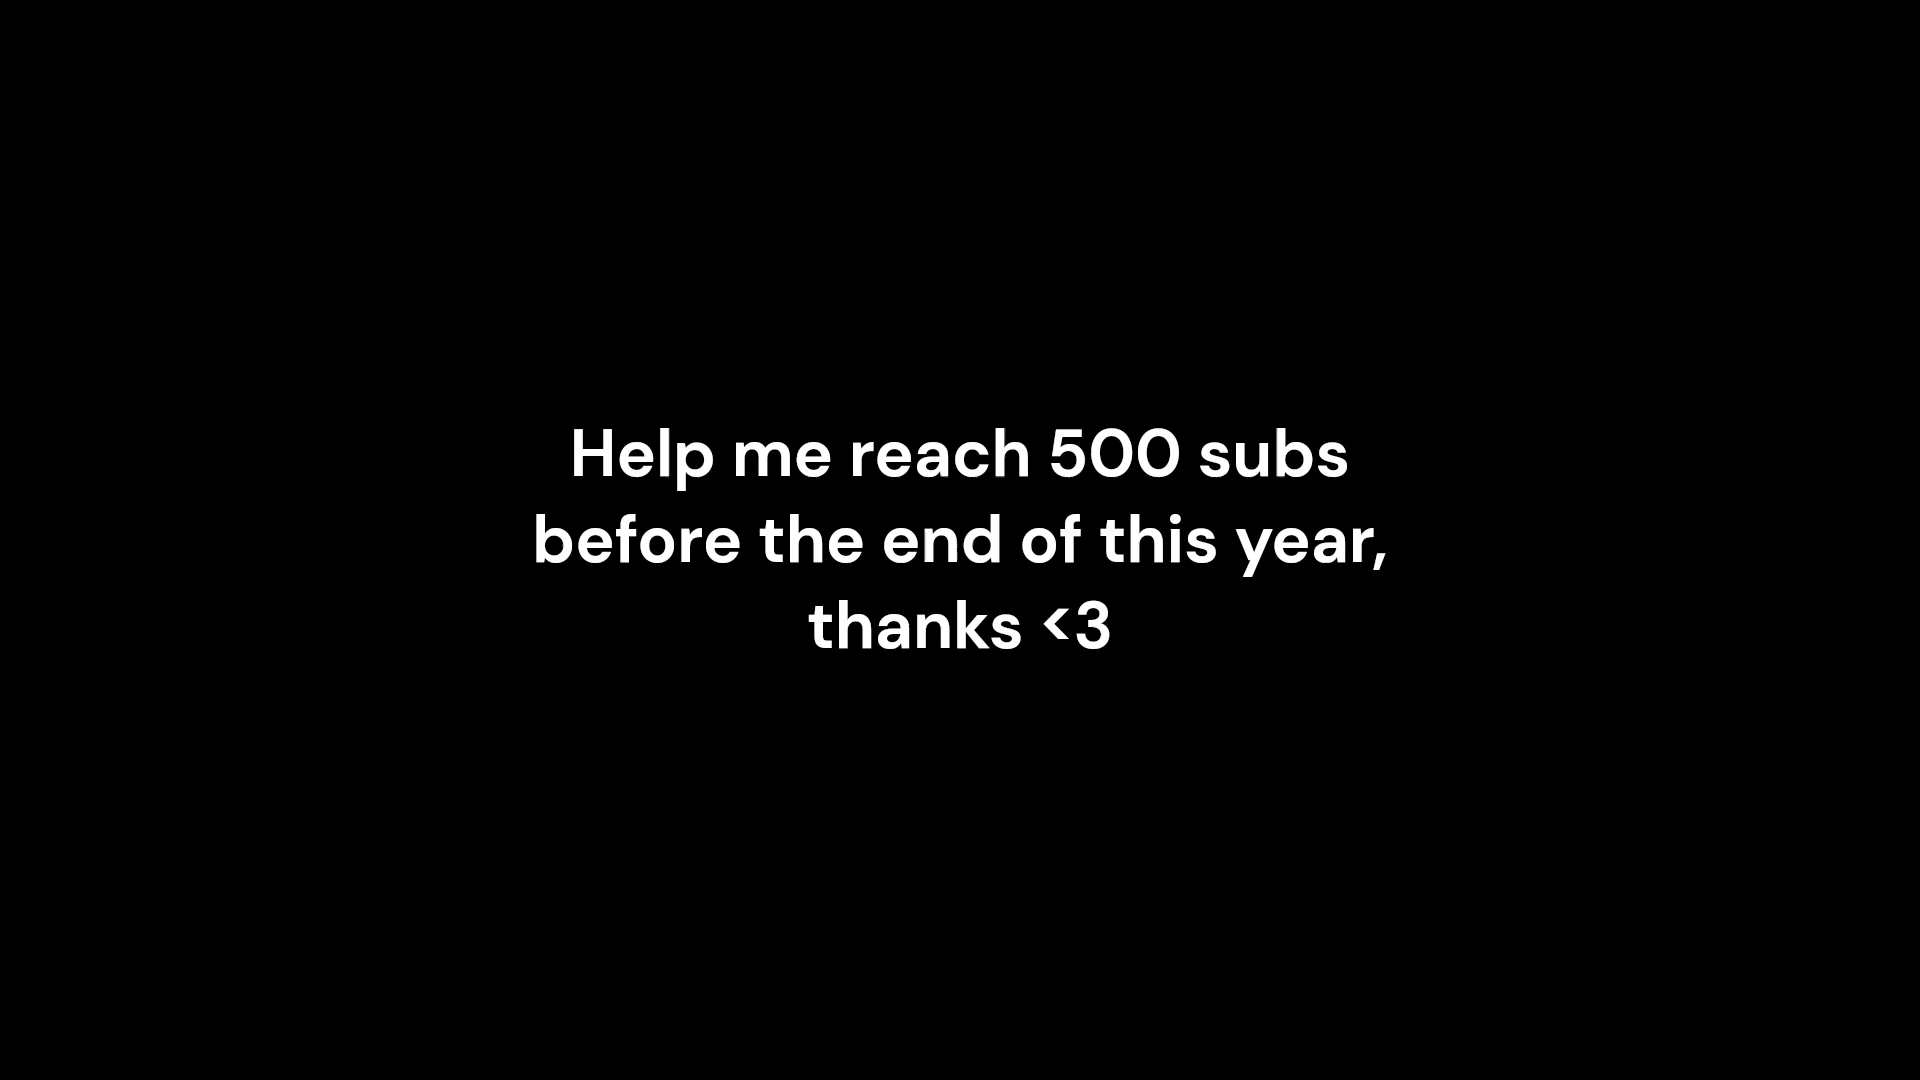 Help me reach 500 subs
before the end of this year,
thanks <3